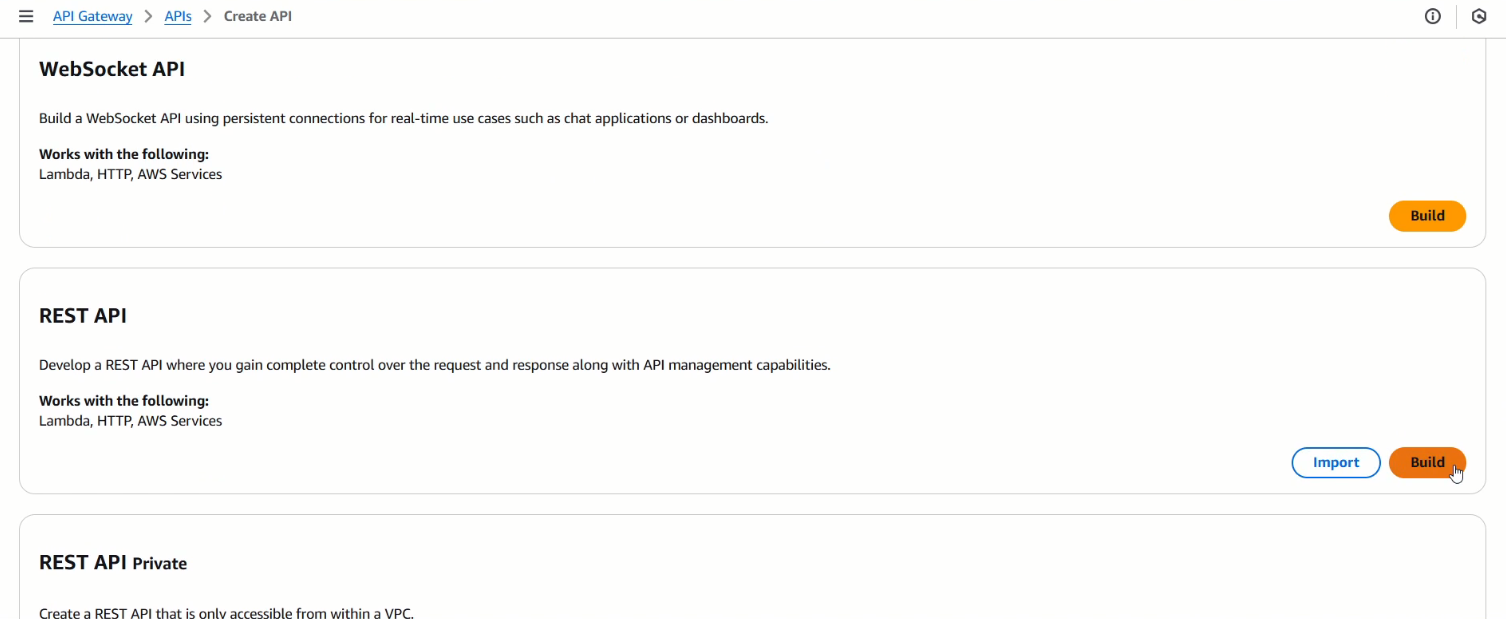 API Gateway > APIs > Create API
WebSocket API
Build a WebSocket API using persistent connections for real-time use cases such as chat applications or dashboards.
Works with the following:
Lambda, HTTP, AWS Services
Build
REST API
Develop a REST API where you gain complete control over the request and response along with API management capabilities.
Works with the following:
Lambda, HTTP, AWS Services
Import Build
REST API Private
Create a REST API that is only accessible from within a VPC.